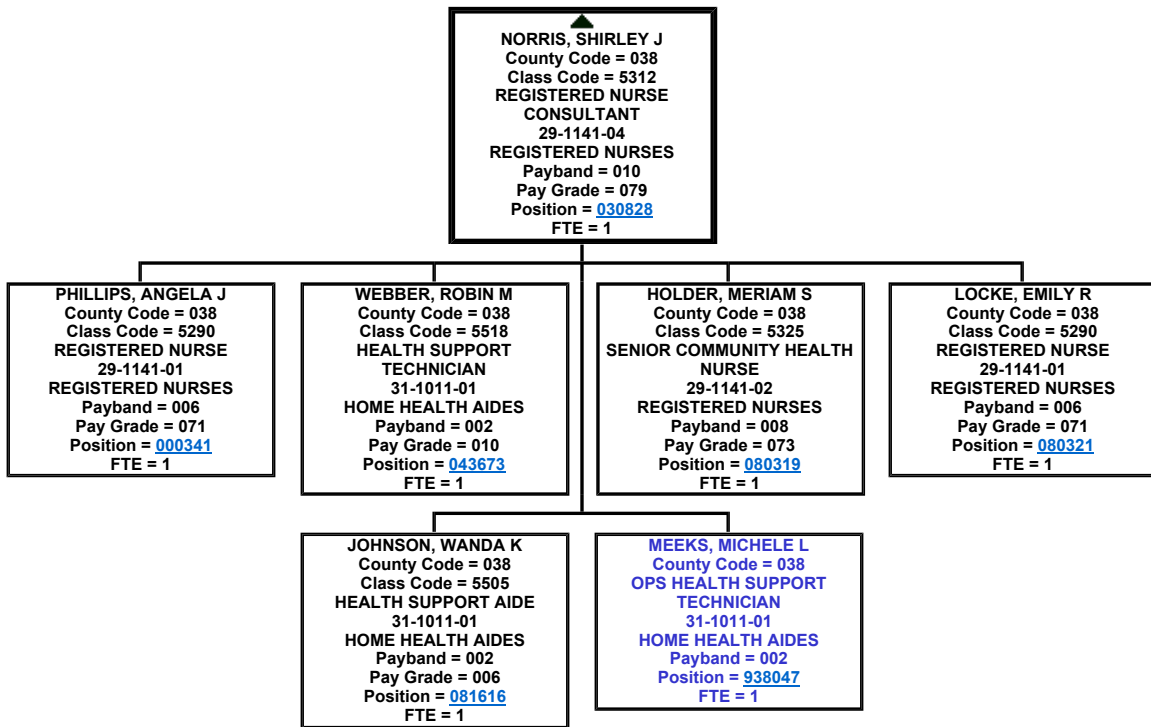 NORRIS, SHIRLEY J
County Code = 038
Class Code = 5312
REGISTERED NURSE
CONSULTANT
29-1141-04
REGISTERED NURSES
Payband = 010
Pay Grade = 079
Position = 030828
FTE = 1
PHILLIPS, ANGELA J
County Code = 038
Class Code = 5290
REGISTERED NURSE
29-1141-01
REGISTERED NURSES
Payband = 006
Pay Grade = 071
Position = 000341
FTE = 1
WEBBER, ROBIN M
County Code = 038
Class Code = 5518
HEALTH SUPPORT
TECHNICIAN
31-1011-01
HOME HEALTH AIDES
Payband = 002
Pay Grade = 010
Position = 043673
FTE = 1
HOLDER, MERIAM S
County Code = 038
Class Code = 5325
SENIOR COMMUNITY HEALTH
NURSE
29-1141-02
REGISTERED NURSES
Payband = 008
Pay Grade = 073
Position = 080319
FTE = 1
LOCKE, EMILY R
County Code = 038
Class Code = 5290
REGISTERED NURSE
29-1141-01
REGISTERED NURSES
Payband = 006
Pay Grade = 071
Position = 080321
FTE = 1
JOHNSON, WANDA K
County Code = 038
Class Code = 5505
HEALTH SUPPORT AIDE
31-1011-01
HOME HEALTH AIDES
Payband = 002
Pay Grade = 006
Position = 081616
FTE = 1
MEEKS, MICHELE L
County Code = 038
OPS HEALTH SUPPORT
TECHNICIAN
31-1011-01
HOME HEALTH AIDES
Payband = 002
Position = 938047
FTE = 1